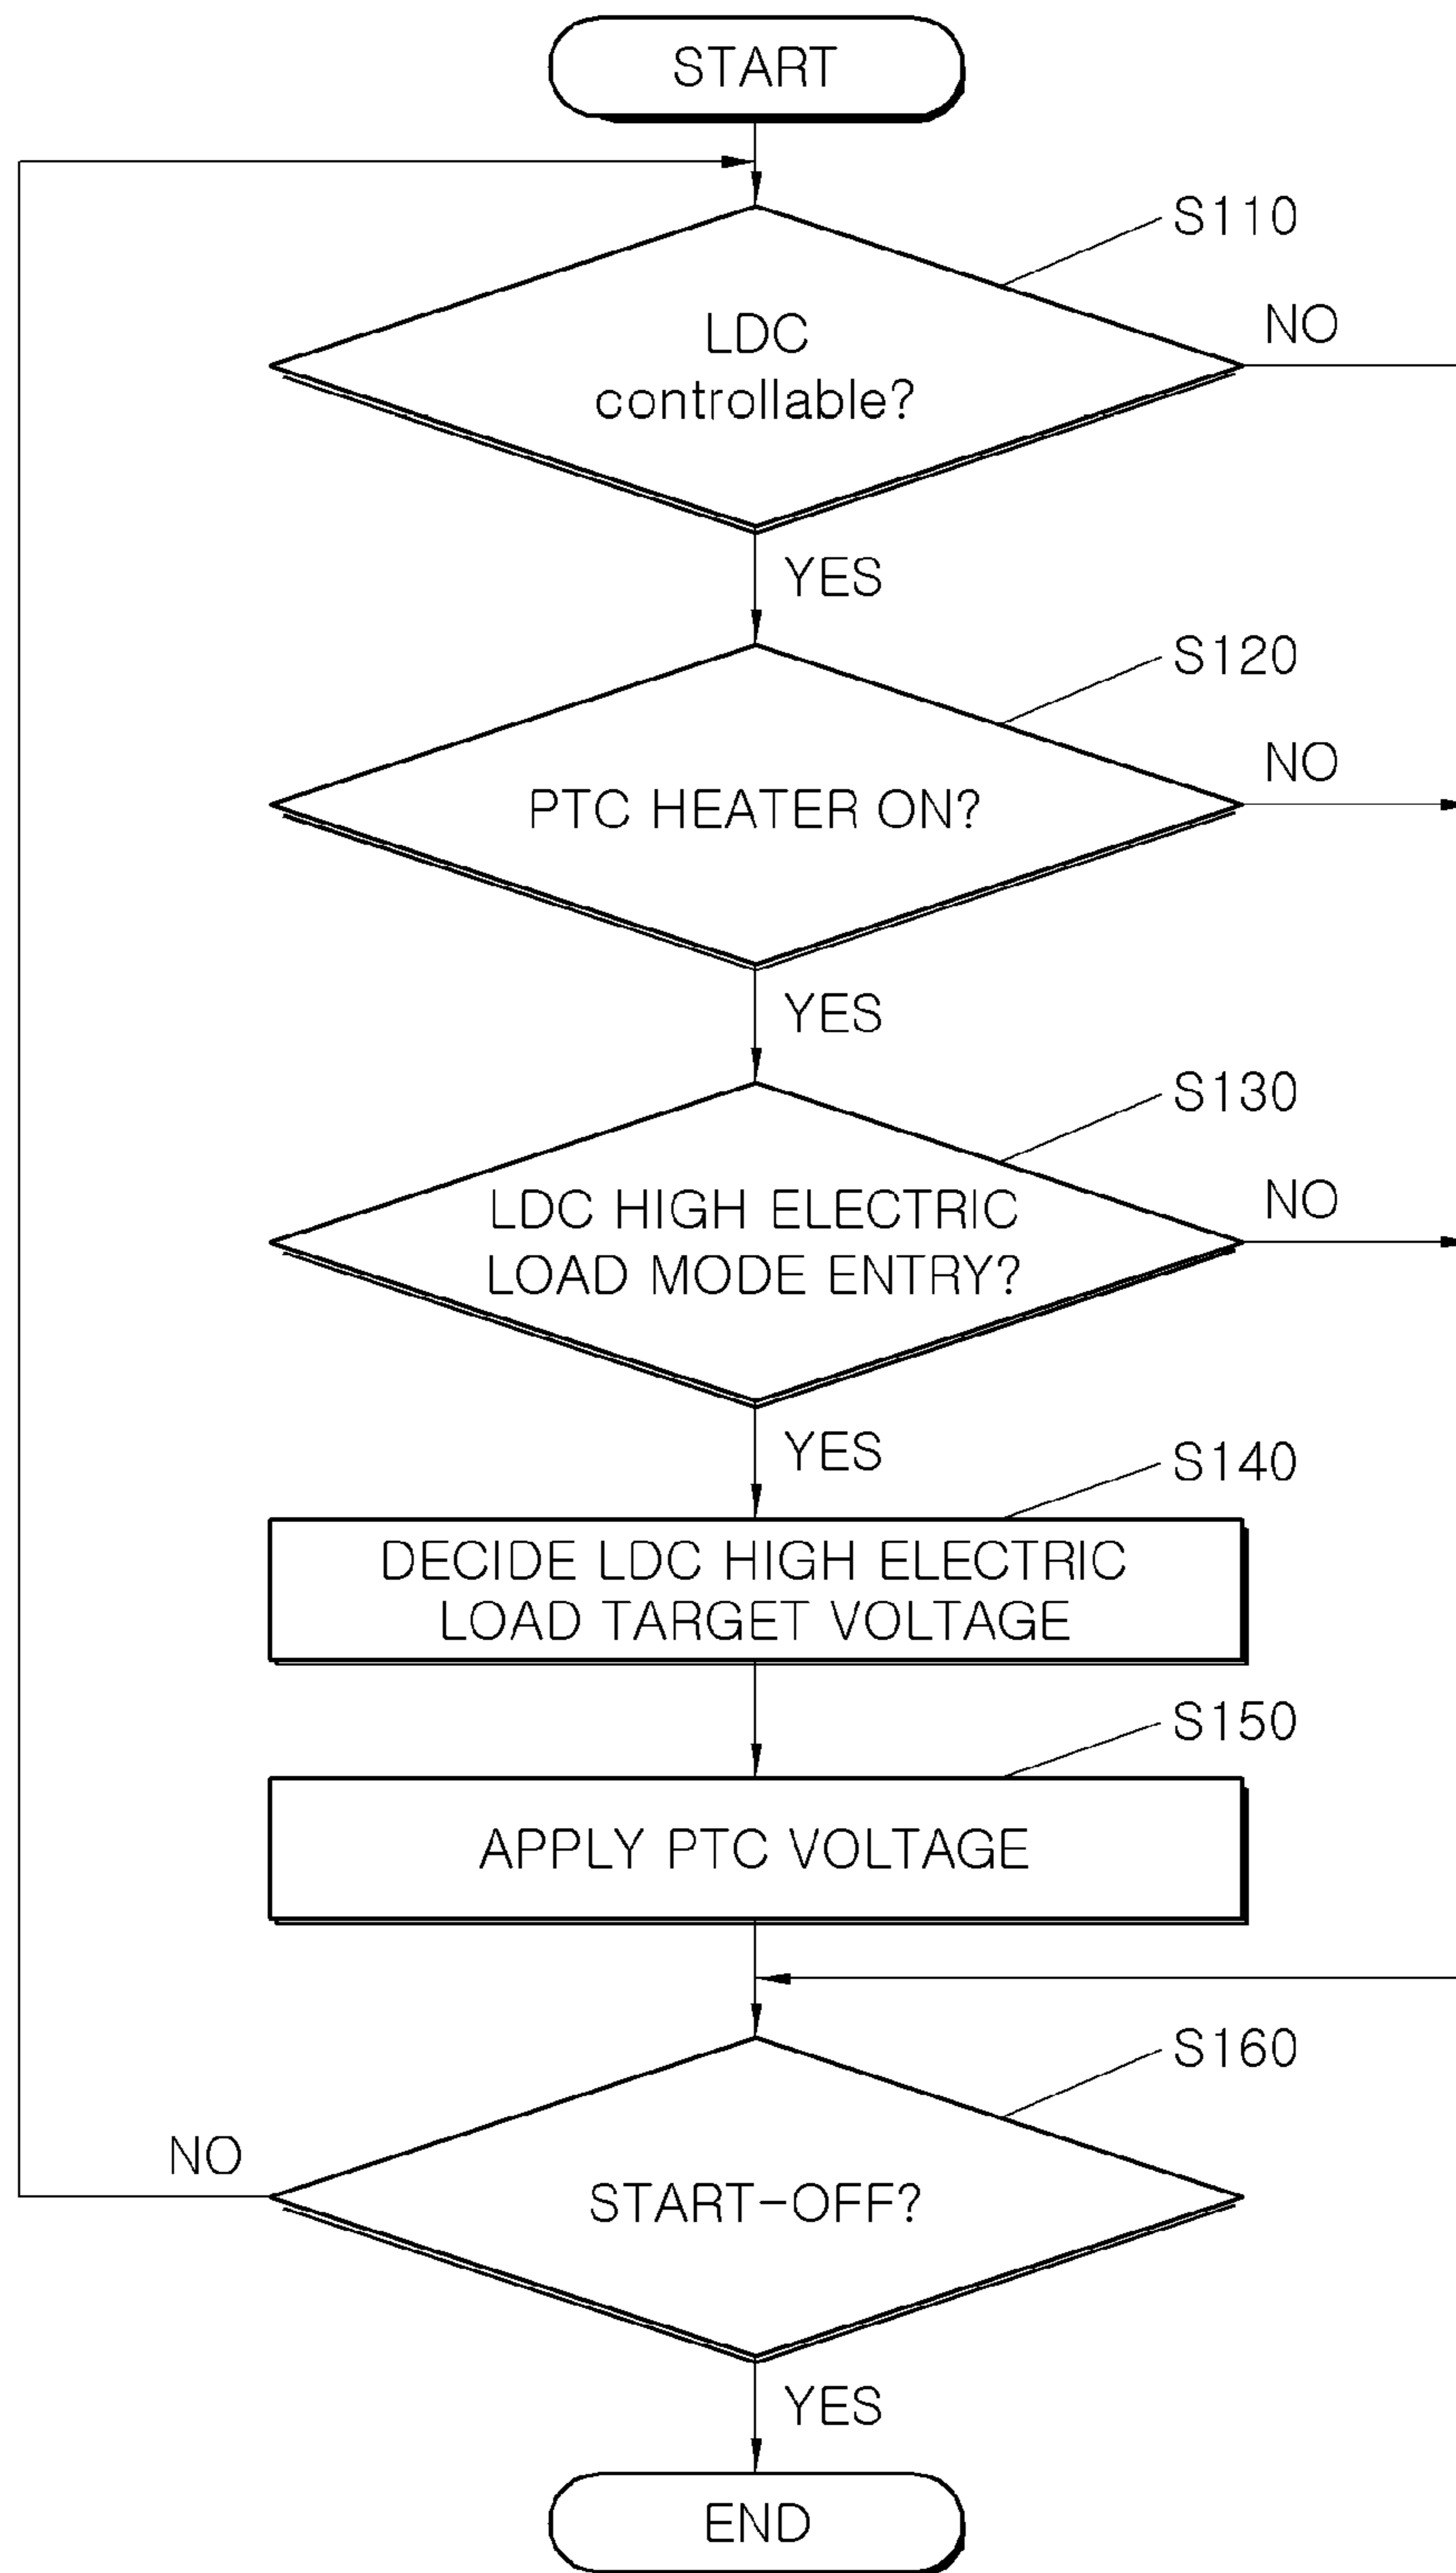 START
S110
LDC
controllable?
NO
YES
S120
PTC HEATER ON?
NO
YES
S130
LDC HIGH ELECTRIC
LOAD MODE ENTRY?
NO
YES
S140
DECIDE LDC HIGH ELECTRIC
LOAD TARGET VOLTAGE
S150
APPLY PTC VOLTAGE
S160
NO
START-OFF?
YES
END